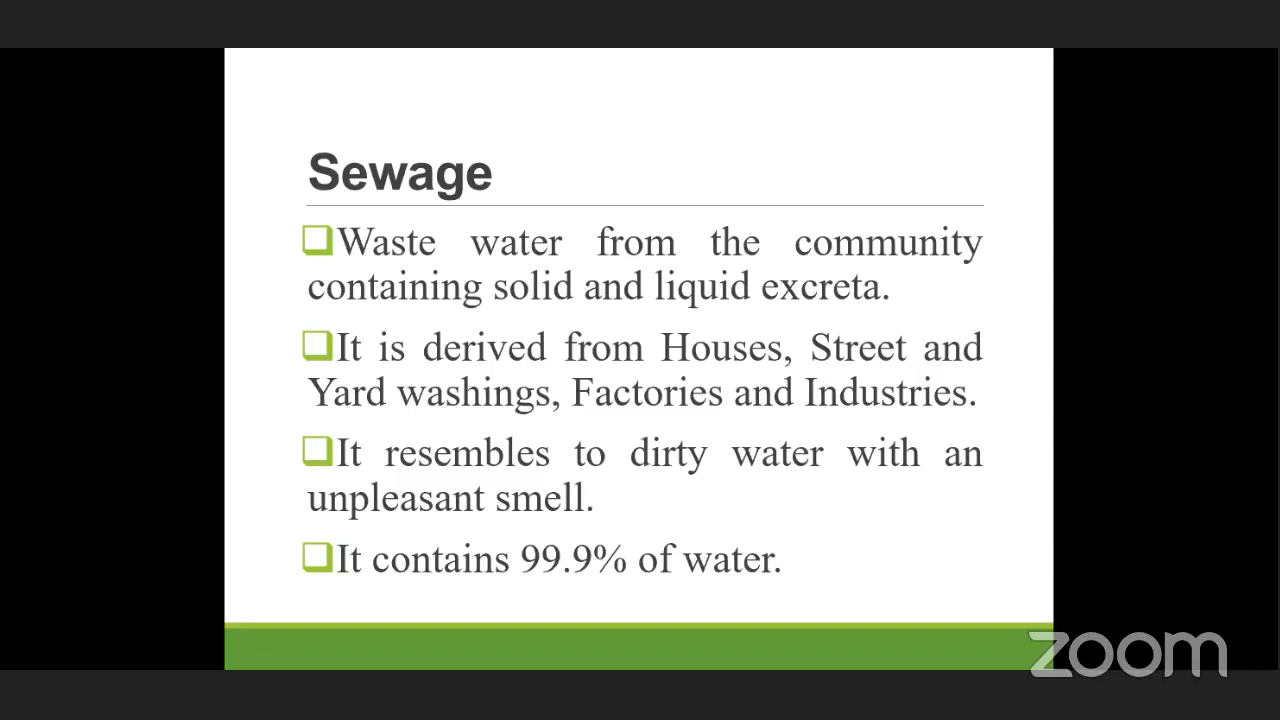 Sewage
Waste water from the community
containing solid and liquid excreta.
It is derived from Houses, Street and
Yard washings, Factories and Industries.
It resembles to dirty water with an
unpleasant smell.
It contains 99.9% of water.
zoom